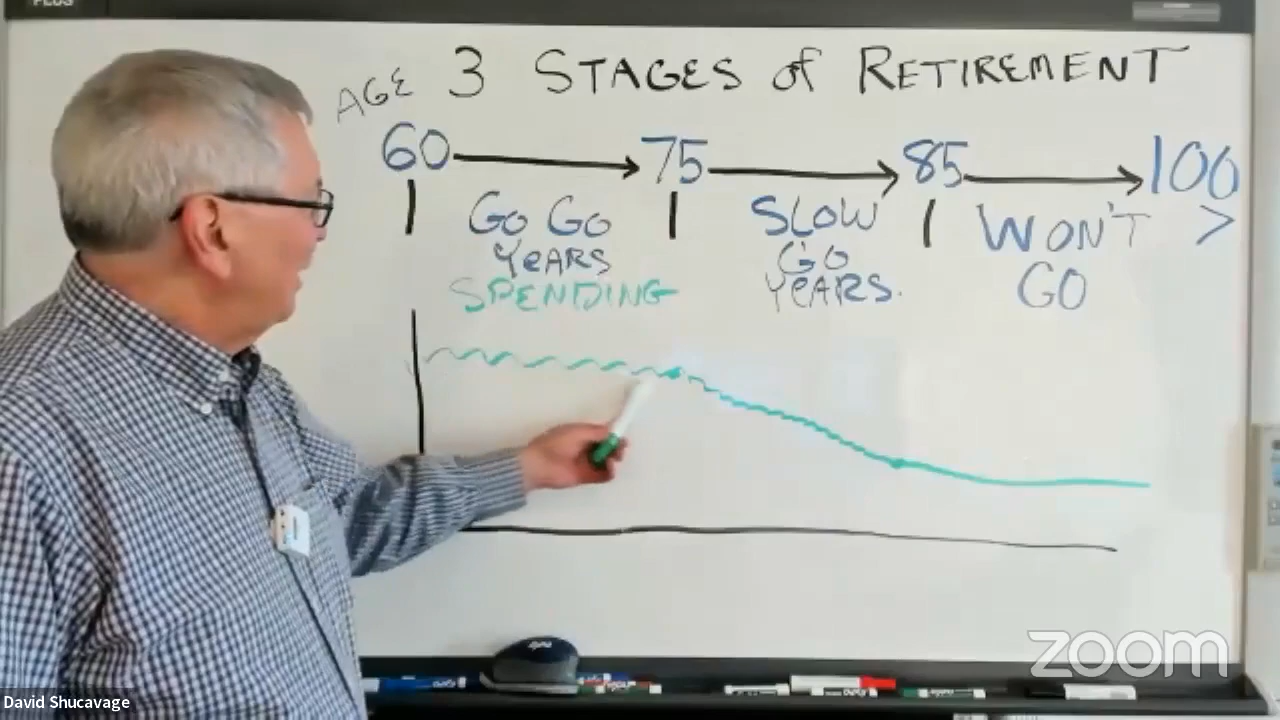 PLUS
AGE 3 STAGES of RETIREMENT
60 75 85 100 >
GO GO YEARS
SLOW GO YEARS.
WON'T GO
SPENDING
zoom
David Shucavage